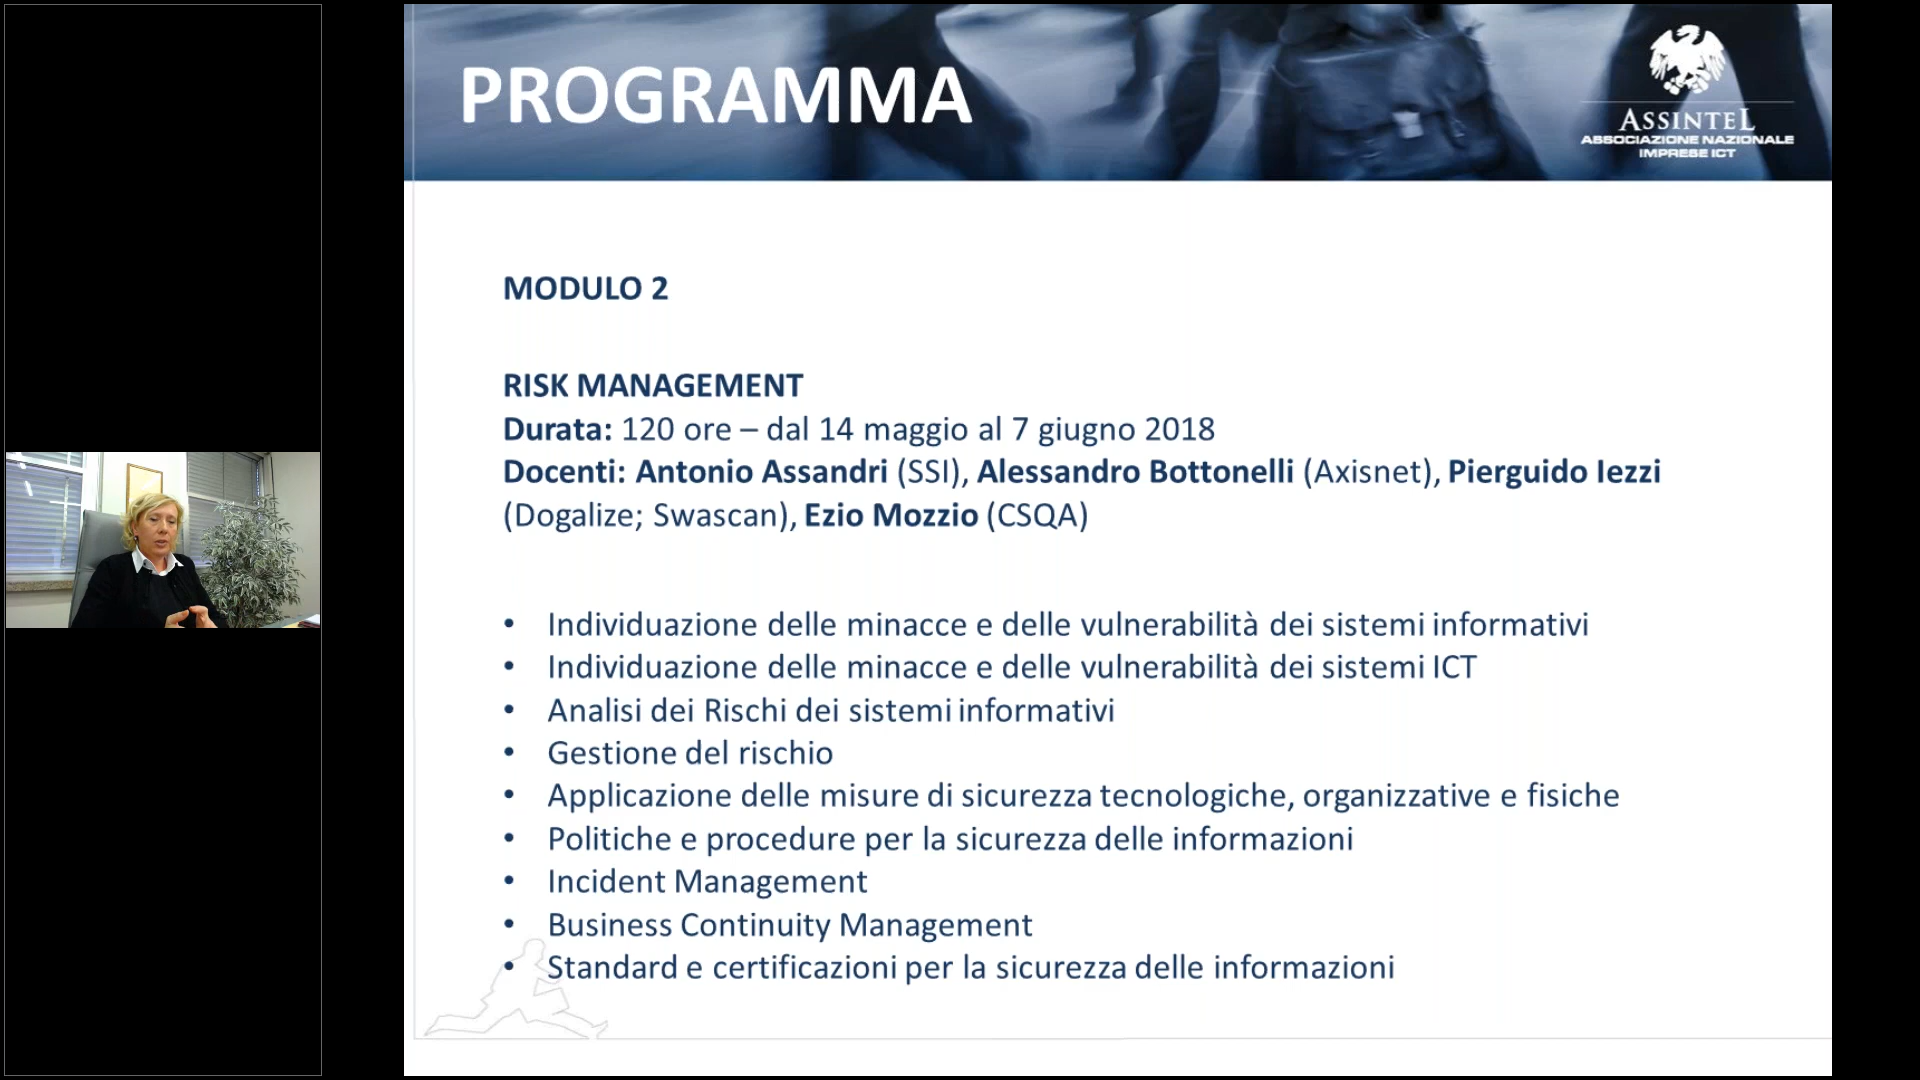 PROGRAMMA
ASSINTEL
ASSOCIAZIONE NAZIONALE
IMPRESE ICT
MODULO 2
RISK MANAGEMENT
Durata: 120 ore – dal 14 maggio al 7 giugno 2018
Docenti: Antonio Assandri (SSI), Alessandro Bottonelli (Axisnet), Pierguido Iezzi
(Dogalize; Swascan), Ezio Mozzio (CSQA)
• Individuazione delle minacce e delle vulnerabilità dei sistemi informativi
• Individuazione delle minacce e delle vulnerabilità dei sistemi ICT
• Analisi dei Rischi dei sistemi informativi
• Gestione del rischio
• Applicazione delle misure di sicurezza tecnologiche, organizzative e fisiche
• Politiche e procedure per la sicurezza delle informazioni
• Incident Management
• Business Continuity Management
• Standard e certificazioni per la sicurezza delle informazioni